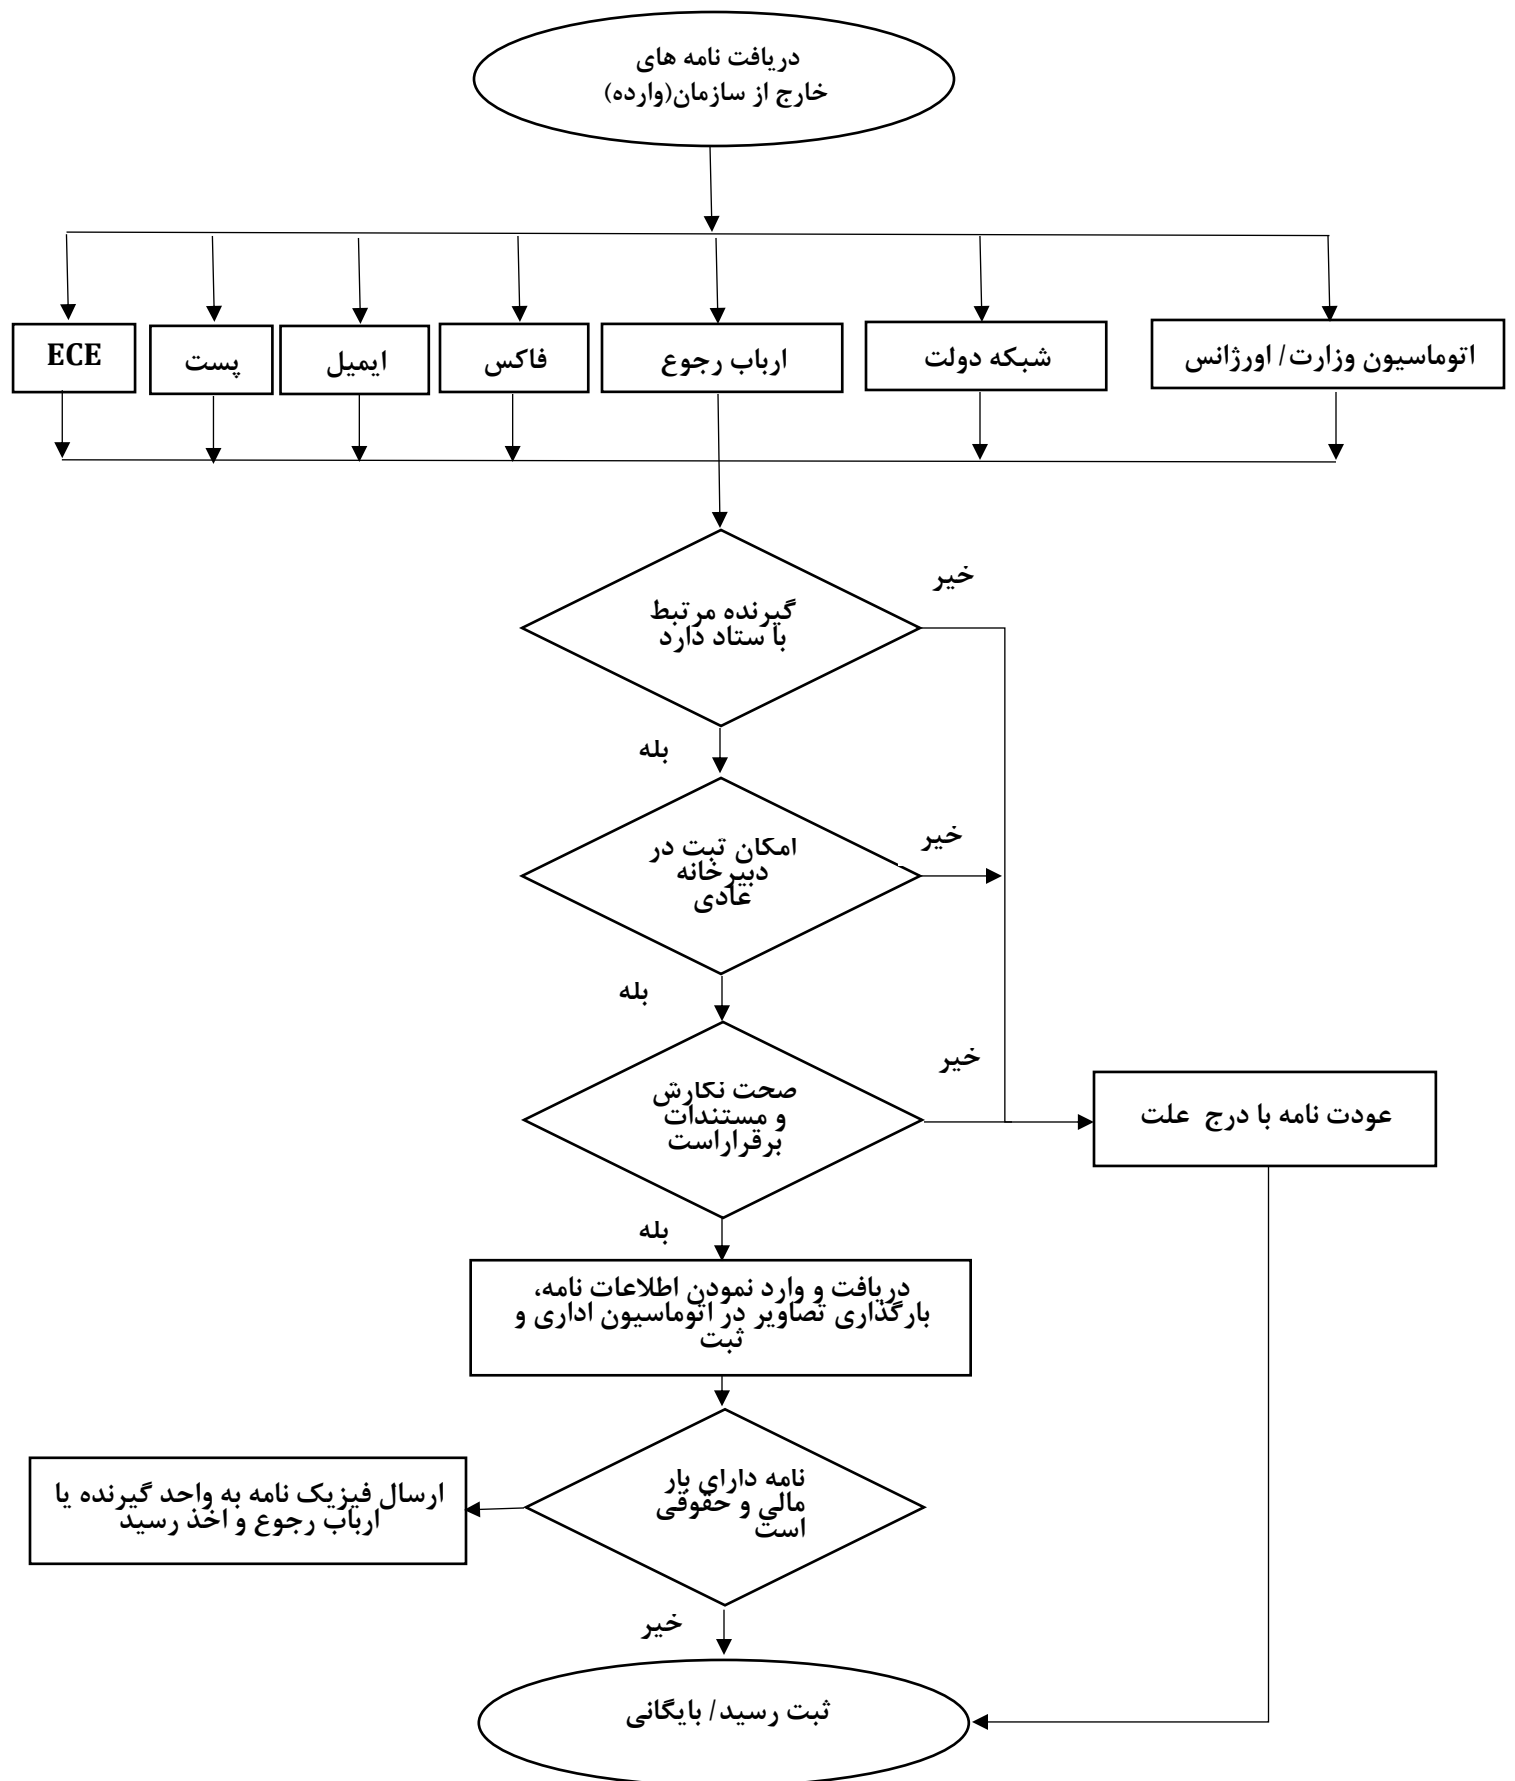 دریافت نامه های
خارج از سازمان(وارده)
اتوماسیون وزارت/ اورژانس
شبکه دولت
ارباب رجوع
فاکس
ایمیل
پست
ECE
خیر
گیرنده مرتبط
با ستاد دارد
بله
خیر
امکان ثبت در
دبیرخانه
عادی
بله
خیر
صحت نگارش
و مستندات
برقراراست
عودت نامه با درج علت
بله
دریافت و وارد نمودن اطلاعات نامه،
بارگذاری تصاویر در اتوماسیون اداری و
ثبت
نامه دارای بار
مالی و حقوقی
است
ارسال فیزیک نامه به واحد گیرنده یا
ارباب رجوع و اخذ رسید
خیر
ثبت رسید/ بایگانی